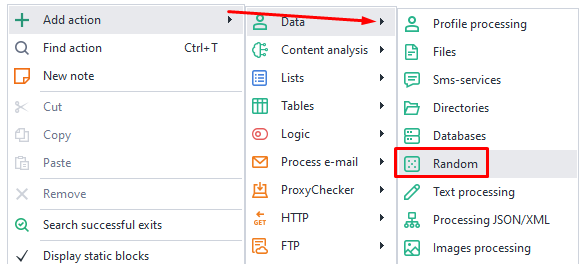 Add action
Find action Ctrl+T
New note
Cut
Copy
Paste
Remove
Search successful exits
Display static blocks
Data
Content analysis
Lists
Tables
Logic
Process e-mail
ProxyChecker
GET
HTTP
FTP
Profile processing
Files
Sms-services
Directories
Databases
Random
Text processing
Processing JSON/XML
Images processing